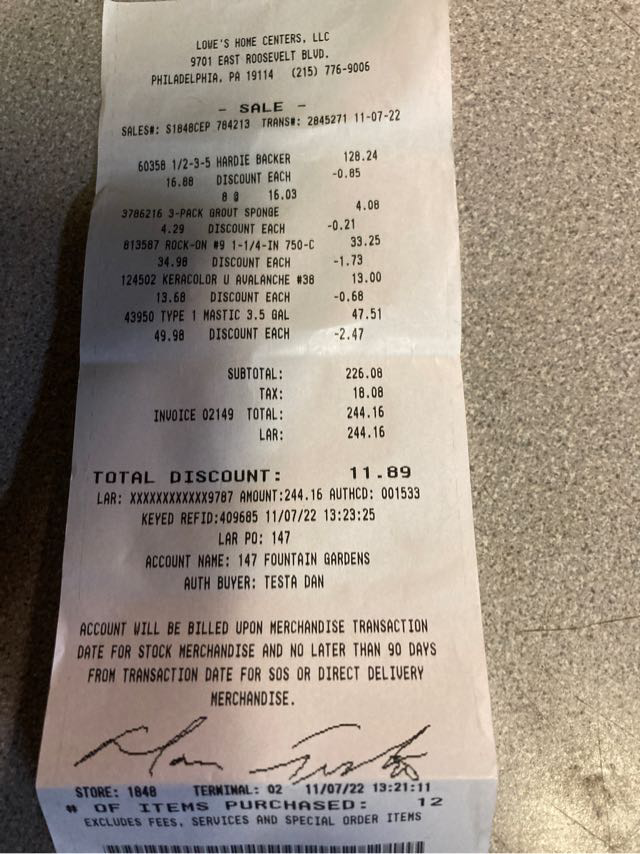 LOWE'S HOME CENTERS, LLC
9701 EAST ROOSEVELT BLVD.
PHILADELPHIA, PA 19114 (215) 776-9006
- SALE -
SALES#: S1848CEP 784213 TRANS#: 2845271 11-07-22
60358 1/2-3-5 HARDIE BACKER 128.24
16.88 DISCOUNT EACH -0.85
8 @ 16.03
3786216 3-PACK GROUT SPONGE 4.08
4.29 DISCOUNT EACH -0.21
813587 ROCK-ON #9 1-1/4-IN 750-C 33.25
34.98 DISCOUNT EACH -1.73
124502 KERACOLOR U AVALANCHE #38 13.00
13.68 DISCOUNT EACH -0.68
43950 TYPE 1 MASTIC 3.5 GAL 47.51
49.98 DISCOUNT EACH -2.47
SUBTOTAL: 226.08
TAX: 18.08
INVOICE 02149 TOTAL: 244.16
LAR: 244.16
TOTAL DISCOUNT: 11.89
LAR: XXXXXXXXXXXX9787 AMOUNT:244.16 AUTHCD: 001533
KEYED REFID:409685 11/07/22 13:23:25
LAR PO: 147
ACCOUNT NAME: 147 FOUNTAIN GARDENS
AUTH BUYER: TESTA DAN
ACCOUNT WILL BE BILLED UPON MERCHANDISE TRANSACTION
DATE FOR STOCK MERCHANDISE AND NO LATER THAN 90 DAYS
FROM TRANSACTION DATE FOR SOS OR DIRECT DELIVERY
MERCHANDISE.
Dan Testa
STORE: 1848 TERMINAL: 02 11/07/22 13:21:11
# OF ITEMS PURCHASED: 12
EXCLUDES FEES, SERVICES AND SPECIAL ORDER ITEMS